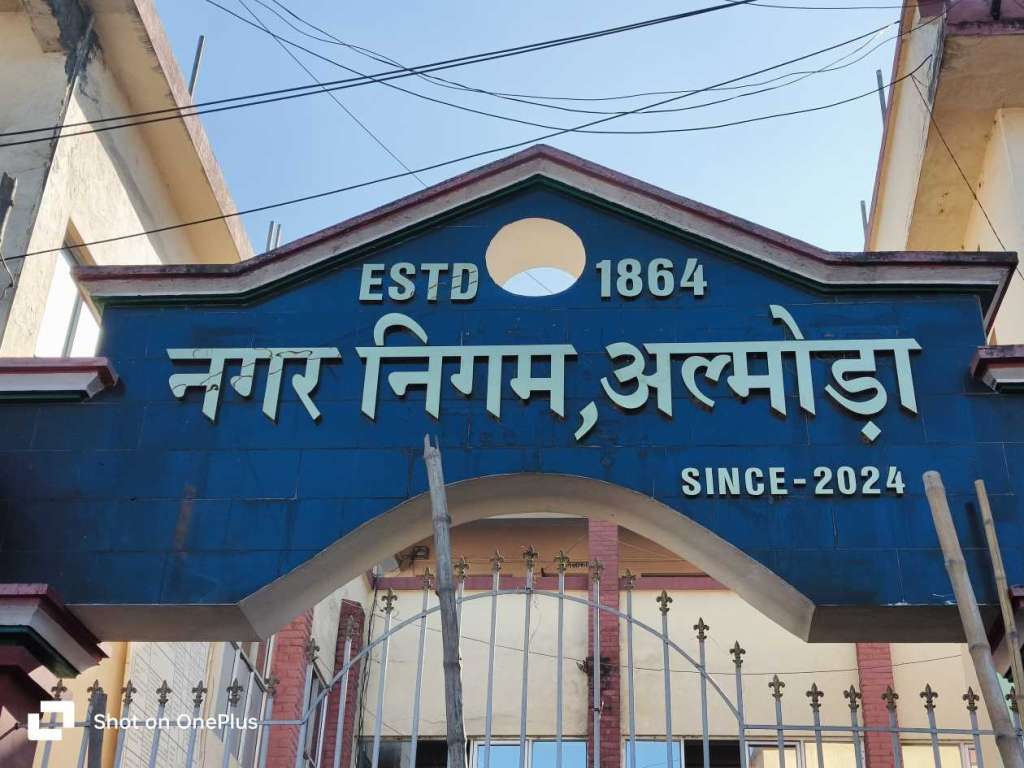 ESTD 1864
नगर निगम, अल्मोड़ा
SINCE-2024
Shot on OnePlus